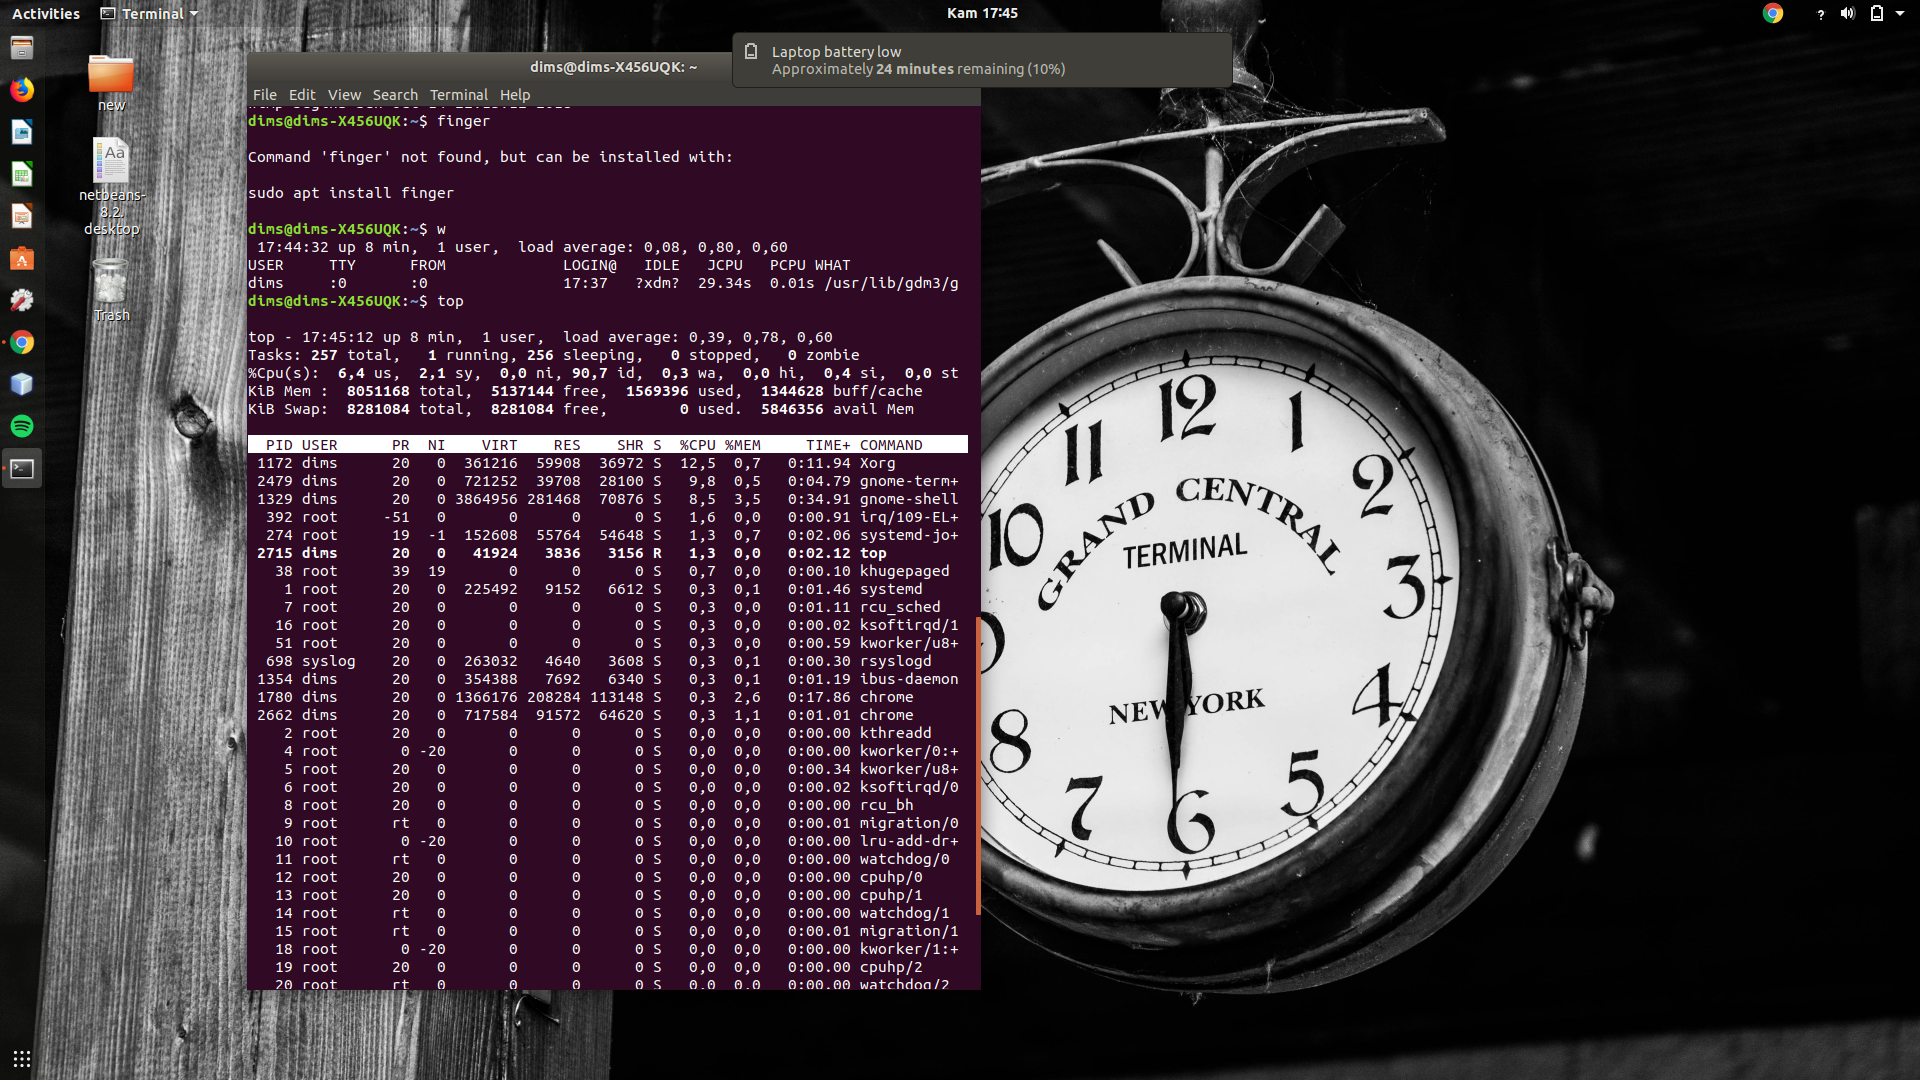 Activities
Terminal
Kam 17:45
?
Laptop battery low
Approximately 24 minutes remaining (10%)
new
netbeans-
8.2.
desktop
Trash
dims@dims-X456UQK: ~
File Edit View Search Terminal Help
dims@dims-X456UQK:~$ finger
Command 'finger' not found, but can be installed with:
sudo apt install finger
dims@dims-X456UQK:~$ w
17:44:32 up 8 min, 1 user, load average: 0,08, 0,80, 0,60
USER TTY FROM LOGIN@ IDLE JCPU PCPU WHAT
dims :0 :0 17:37 ?xdm? 29.34s 0.01s /usr/lib/gdm3/g
dims@dims-X456UQK:~$ top
top - 17:45:12 up 8 min, 1 user, load average: 0,39, 0,78, 0,60
Tasks: 257 total, 1 running, 256 sleeping, 0 stopped, 0 zombie
%Cpu(s): 6,4 us, 2,1 sy, 0,0 ni, 90,7 id, 0,3 wa, 0,0 hi, 0,4 si, 0,0 st
KiB Mem : 8051168 total, 5137144 free, 1569396 used, 1344628 buff/cache
KiB Swap: 8281084 total, 8281084 free, 0 used. 5846356 avail Mem
PID USER PR NI VIRT RES SHR S %CPU %MEM TIME+ COMMAND
1172 dims 20 0 361216 59908 36972 S 12,5 0,7 0:11.94 Xorg
2479 dims 20 0 721252 39708 28100 S 9,8 0,5 0:04.79 gnome-term+
1329 dims 20 0 3864956 281468 70876 S 8,5 3,5 0:34.91 gnome-shell
392 root -51 0 0 0 0 S 1,6 0,0 0:00.91 irq/109-EL+
274 root 19 -1 152608 55764 54648 S 1,3 0,7 0:02.06 systemd-jo+
2715 dims 20 0 41924 3836 3156 R 1,3 0,0 0:02.12 top
38 root 39 19 0 0 0 S 0,7 0,0 0:00.10 khugepaged
1 root 20 0 225492 9152 6612 S 0,3 0,1 0:01.46 systemd
7 root 20 0 0 0 0 S 0,3 0,0 0:01.11 rcu_sched
16 root 20 0 0 0 0 S 0,3 0,0 0:00.02 ksoftirqd/1
51 root 20 0 0 0 0 S 0,3 0,0 0:00.59 kworker/u8+
698 syslog 20 0 263032 4640 3608 S 0,3 0,1 0:00.30 rsyslogd
1354 dims 20 0 354388 7692 6340 S 0,3 0,1 0:01.19 ibus-daemon
1780 dims 20 0 1366176 208284 113148 S 0,3 2,6 0:17.86 chrome
2662 dims 20 0 717584 91572 64620 S 0,3 1,1 0:01.01 chrome
2 root 20 0 0 0 0 S 0,0 0,0 0:00.00 kthreadd
4 root 0 -20 0 0 0 S 0,0 0,0 0:00.00 kworker/0:+
5 root 20 0 0 0 0 S 0,0 0,0 0:00.34 kworker/u8+
6 root 20 0 0 0 0 S 0,0 0,0 0:00.02 ksoftirqd/0
8 root 20 0 0 0 0 S 0,0 0,0 0:00.00 rcu_bh
9 root rt 0 0 0 0 S 0,0 0,0 0:00.01 migration/0
10 root 0 -20 0 0 0 S 0,0 0,0 0:00.00 lru-add-dr+
11 root rt 0 0 0 0 S 0,0 0,0 0:00.00 watchdog/0
12 root 20 0 0 0 0 S 0,0 0,0 0:00.00 cpuhp/0
13 root 20 0 0 0 0 S 0,0 0,0 0:00.00 cpuhp/1
14 root rt 0 0 0 0 S 0,0 0,0 0:00.00 watchdog/1
15 root rt 0 0 0 0 S 0,0 0,0 0:00.01 migration/1
18 root 0 -20 0 0 0 S 0,0 0,0 0:00.00 kworker/1:+
19 root 20 0 0 0 0 S 0,0 0,0 0:00.00 cpuhp/2
20 root rt 0 0 0 0 S 0,0 0,0 0:00.00 watchdog/2
12
1
2
3
4
5
6
7
8
10
11
GRAND CENTRAL
TERMINAL
NEW YORK